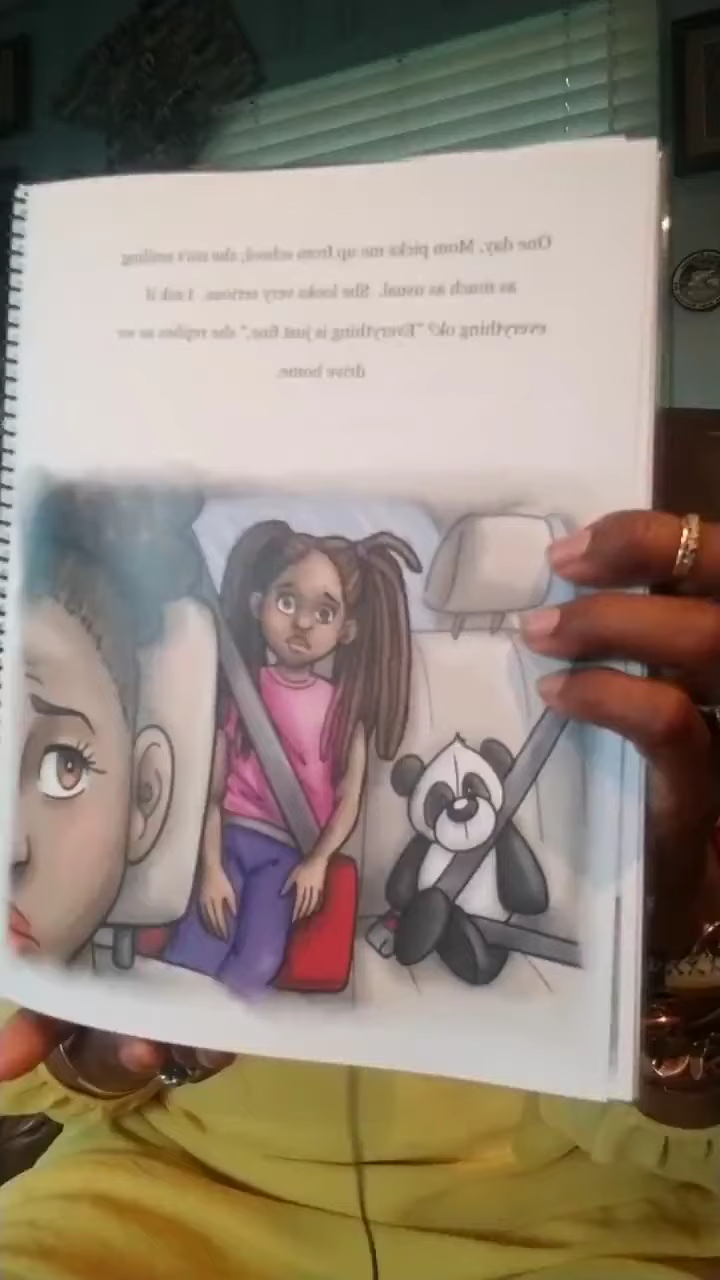 One day, Mom picks me up from school, she isn't smiling
as much as usual. She looks very serious. I ask if
everything ok? "Everything is just fine," she replies as we
drive home.